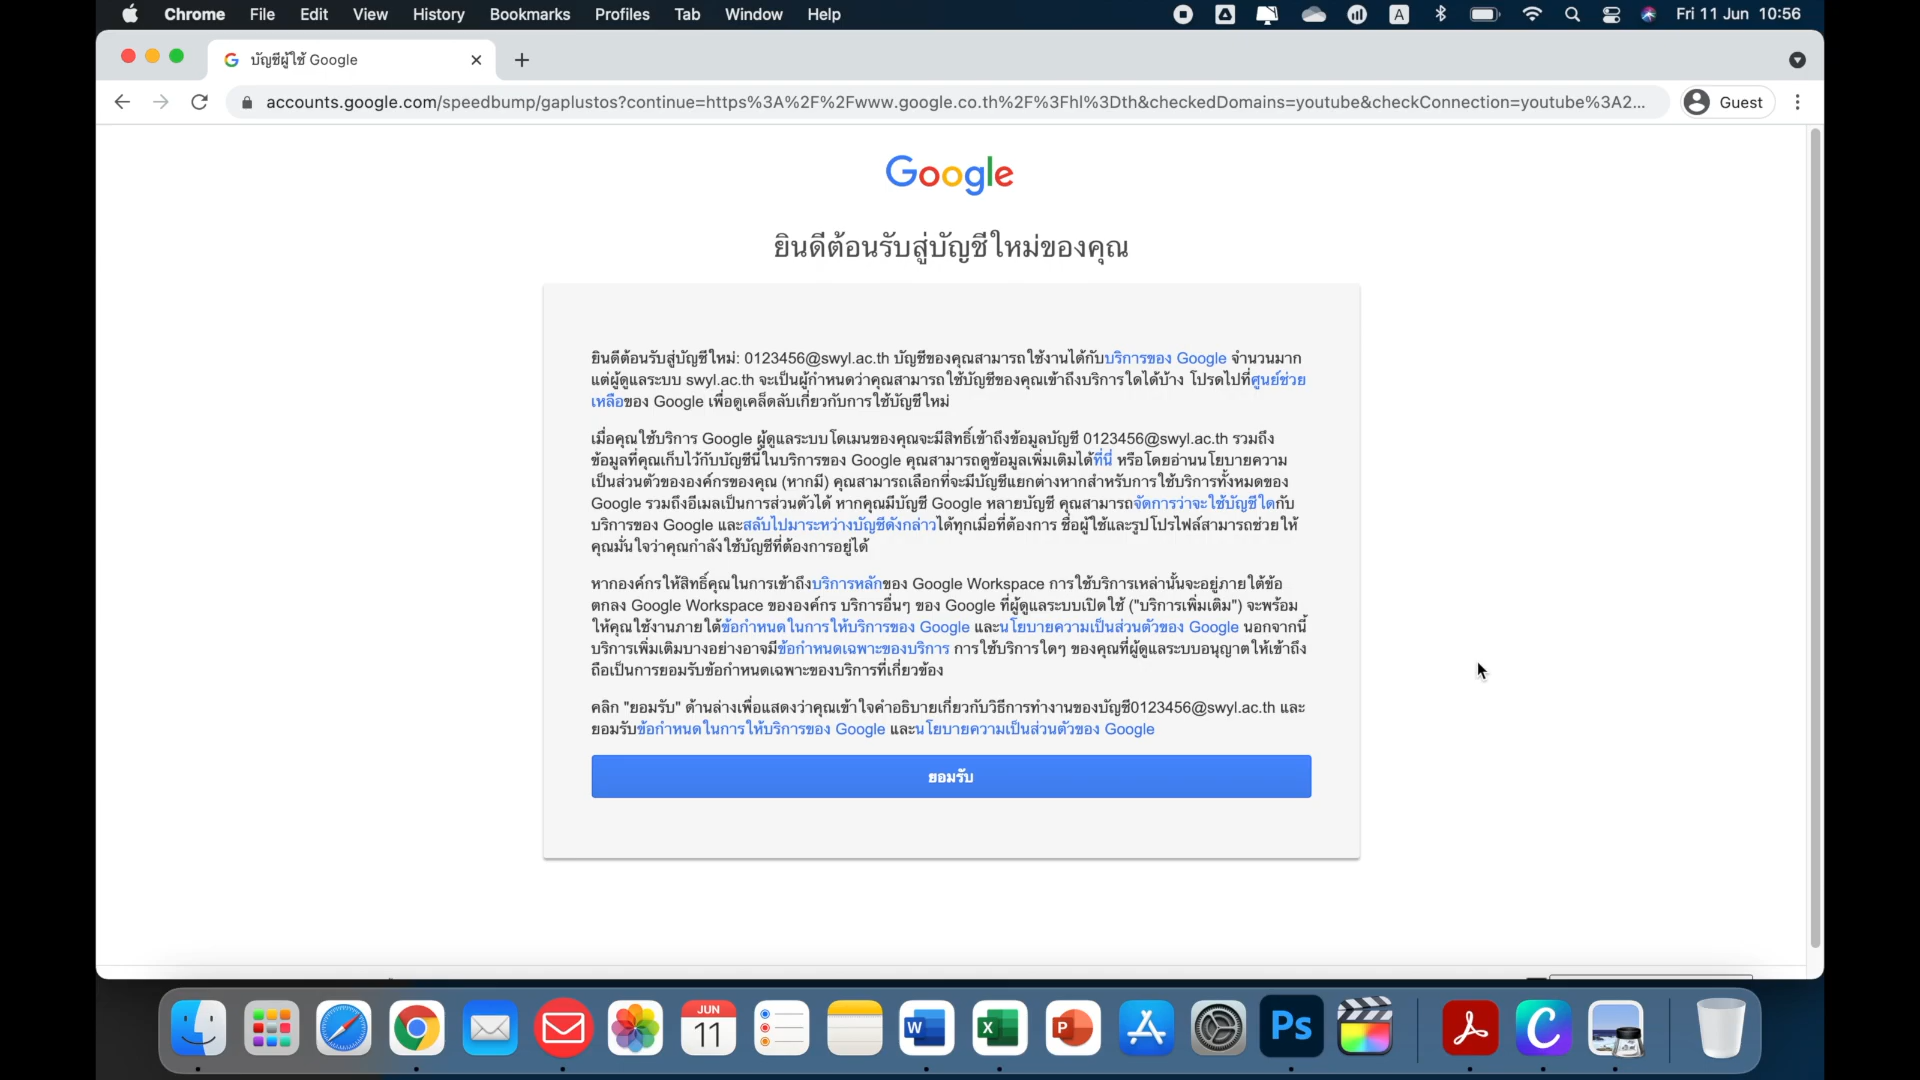 Chrome File Edit View History Bookmarks Profiles Tab Window Help A Fri 11 Jun 10:56
บัญชีผู้ใช้ Google
accounts.google.com/speedbump/gaplustos?continue=https%3A%2F%2Fwww.google.co.th%2F%3Fhl%3Dth&checkedDomains=youtube&checkConnection=youtube%3A2... Guest
Google
ยินดีต้อนรับสู่บัญชีใหม่ของคุณ
ยินดีต้อนรับสู่บัญชีใหม่: 0123456@swyl.ac.th บัญชีของคุณสามารถใช้งานได้กับบริการของ Google จำนวนมาก
แต่ผู้ดูแลระบบ swyl.ac.th จะเป็นผู้กำหนดว่าคุณสามารถใช้บัญชีของคุณเข้าถึงบริการใดได้บ้าง โปรดไปที่ศูนย์ช่วย
เหลือของ Google เพื่อดูเคล็ดลับเกี่ยวกับการใช้บัญชีใหม่
เมื่อคุณใช้บริการ Google ผู้ดูแลระบบโดเมนของคุณจะมีสิทธิ์เข้าถึงข้อมูลบัญชี 0123456@swyl.ac.th รวมถึง
ข้อมูลที่คุณเก็บไว้กับบัญชีนี้ในบริการของ Google คุณสามารถดูข้อมูลเพิ่มเติมได้ที่นี่ หรือโดยอ่านนโยบายความ
เป็นส่วนตัวขององค์กรของคุณ (หากมี) คุณสามารถเลือกที่จะมีบัญชีแยกต่างหากสำหรับการใช้บริการทั้งหมดของ
Google รวมถึงอีเมลเป็นการส่วนตัวได้ หากคุณมีบัญชี Google หลายบัญชี คุณสามารถจัดการว่าจะใช้บัญชีใดกับ
บริการของ Google และสลับไปมาระหว่างบัญชีดังกล่าวได้ทุกเมื่อที่ต้องการ ชื่อผู้ใช้และรูปโปรไฟล์สามารถช่วยให้
คุณมั่นใจว่าคุณกำลังใช้บัญชีที่ต้องการอยู่ได้
หากองค์กรให้สิทธิ์คุณในการเข้าถึงบริการหลักของ Google Workspace การใช้บริการเหล่านั้นจะอยู่ภายใต้ข้อ
ตกลง Google Workspace ขององค์กร บริการอื่นๆ ของ Google ที่ผู้ดูแลระบบเปิดใช้ ("บริการเพิ่มเติม") จะพร้อม
ให้คุณใช้งานภายใต้ข้อกำหนดในการให้บริการของ Google และนโยบายความเป็นส่วนตัวของ Google นอกจากนี้
บริการเพิ่มเติมบางอย่างอาจมีข้อกำหนดเฉพาะของบริการ การใช้บริการใดๆ ของคุณที่ผู้ดูแลระบบอนุญาตให้เข้าถึง
ถือเป็นการยอมรับข้อกำหนดเฉพาะของบริการที่เกี่ยวข้อง
คลิก "ยอมรับ" ด้านล่างเพื่อแสดงว่าคุณเข้าใจคำอธิบายเกี่ยวกับวิธีการทำงานของบัญชี0123456@swyl.ac.th และ
ยอมรับข้อกำหนดในการให้บริการของ Google และนโยบายความเป็นส่วนตัวของ Google
ยอมรับ
JUN
11
W X P Ps C